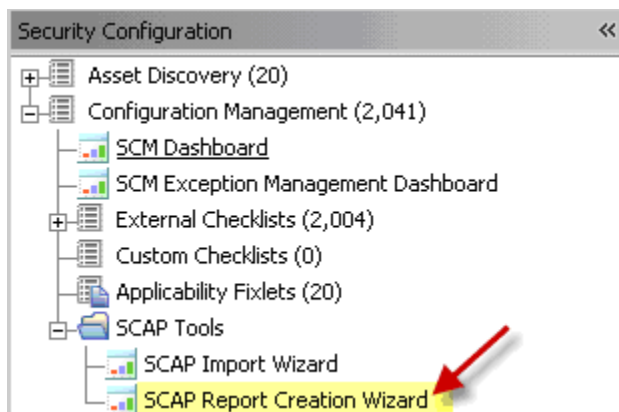 Security Configuration «
Asset Discovery (20)
Configuration Management (2,041)
SCM Dashboard
SCM Exception Management Dashboard
External Checklists (2,004)
Custom Checklists (0)
Applicability Fixlets (20)
SCAP Tools
SCAP Import Wizard
SCAP Report Creation Wizard